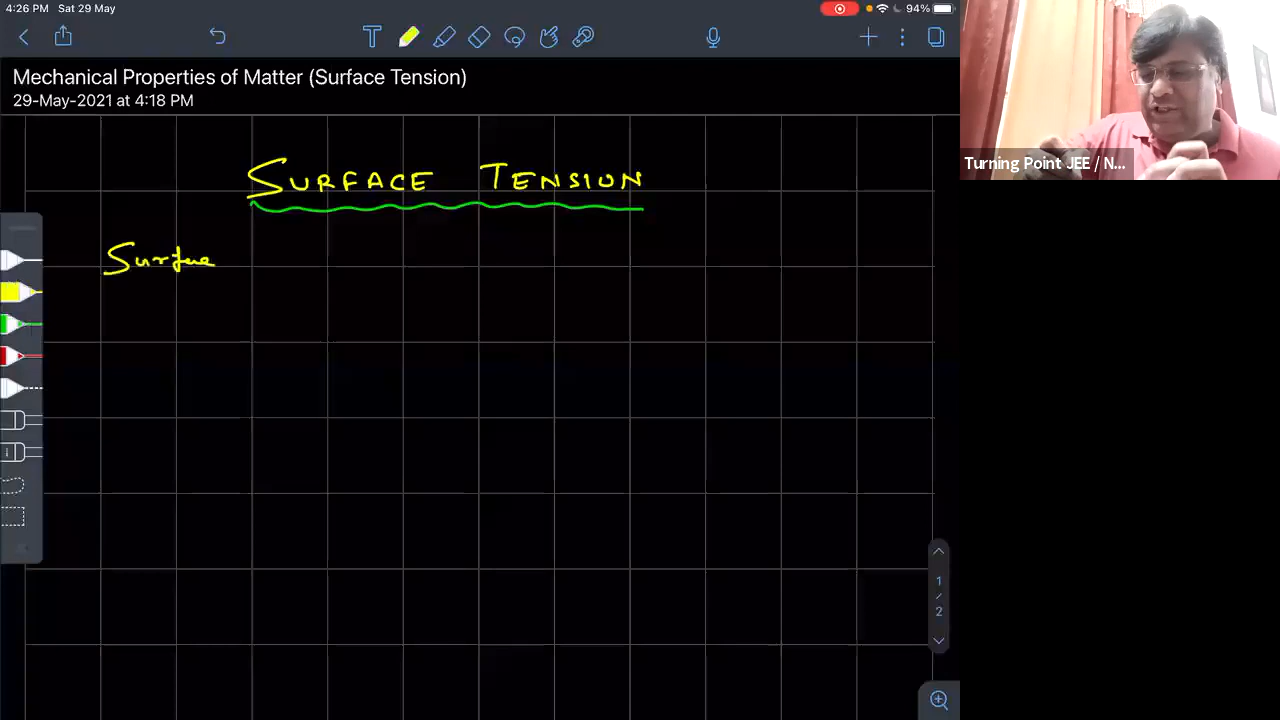 4:26 PM Sat 29 May
94%
Mechanical Properties of Matter (Surface Tension)
29-May-2021 at 4:18 PM
Turning Point JEE / N...
SURFACE TENSION
Surface
1
/
2